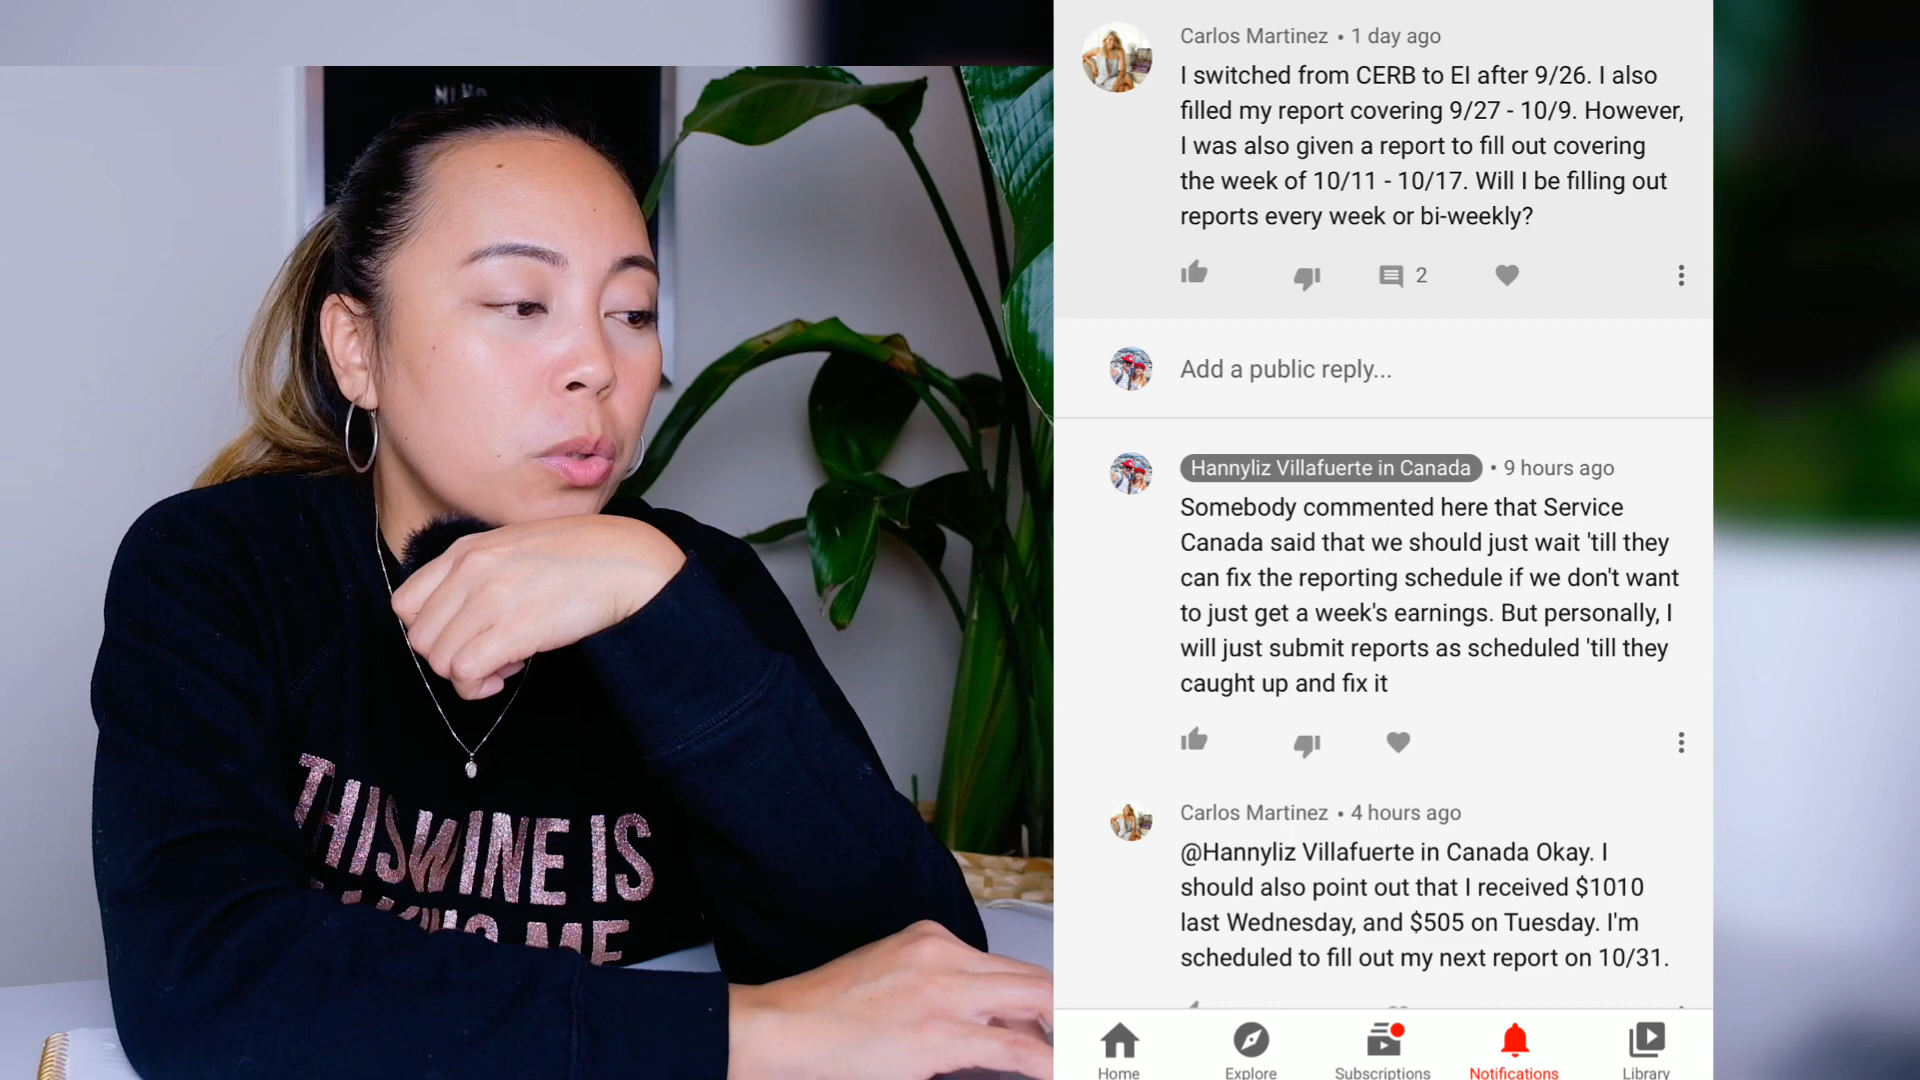 THIS WINE IS
ME
Carlos Martinez • 1 day ago
I switched from CERB to EI after 9/26. I also
filled my report covering 9/27 - 10/9. However,
I was also given a report to fill out covering
the week of 10/11 - 10/17. Will I be filling out
reports every week or bi-weekly?
2
Add a public reply...
Hannyliz Villafuerte in Canada • 9 hours ago
Somebody commented here that Service
Canada said that we should just wait 'till they
can fix the reporting schedule if we don't want
to just get a week's earnings. But personally, I
will just submit reports as scheduled 'till they
caught up and fix it
Carlos Martinez • 4 hours ago
@Hannyliz Villafuerte in Canada Okay. I
should also point out that I received $1010
last Wednesday, and $505 on Tuesday. I'm
scheduled to fill out my next report on 10/31.
Home
Explore
Subscriptions
Notifications
Library